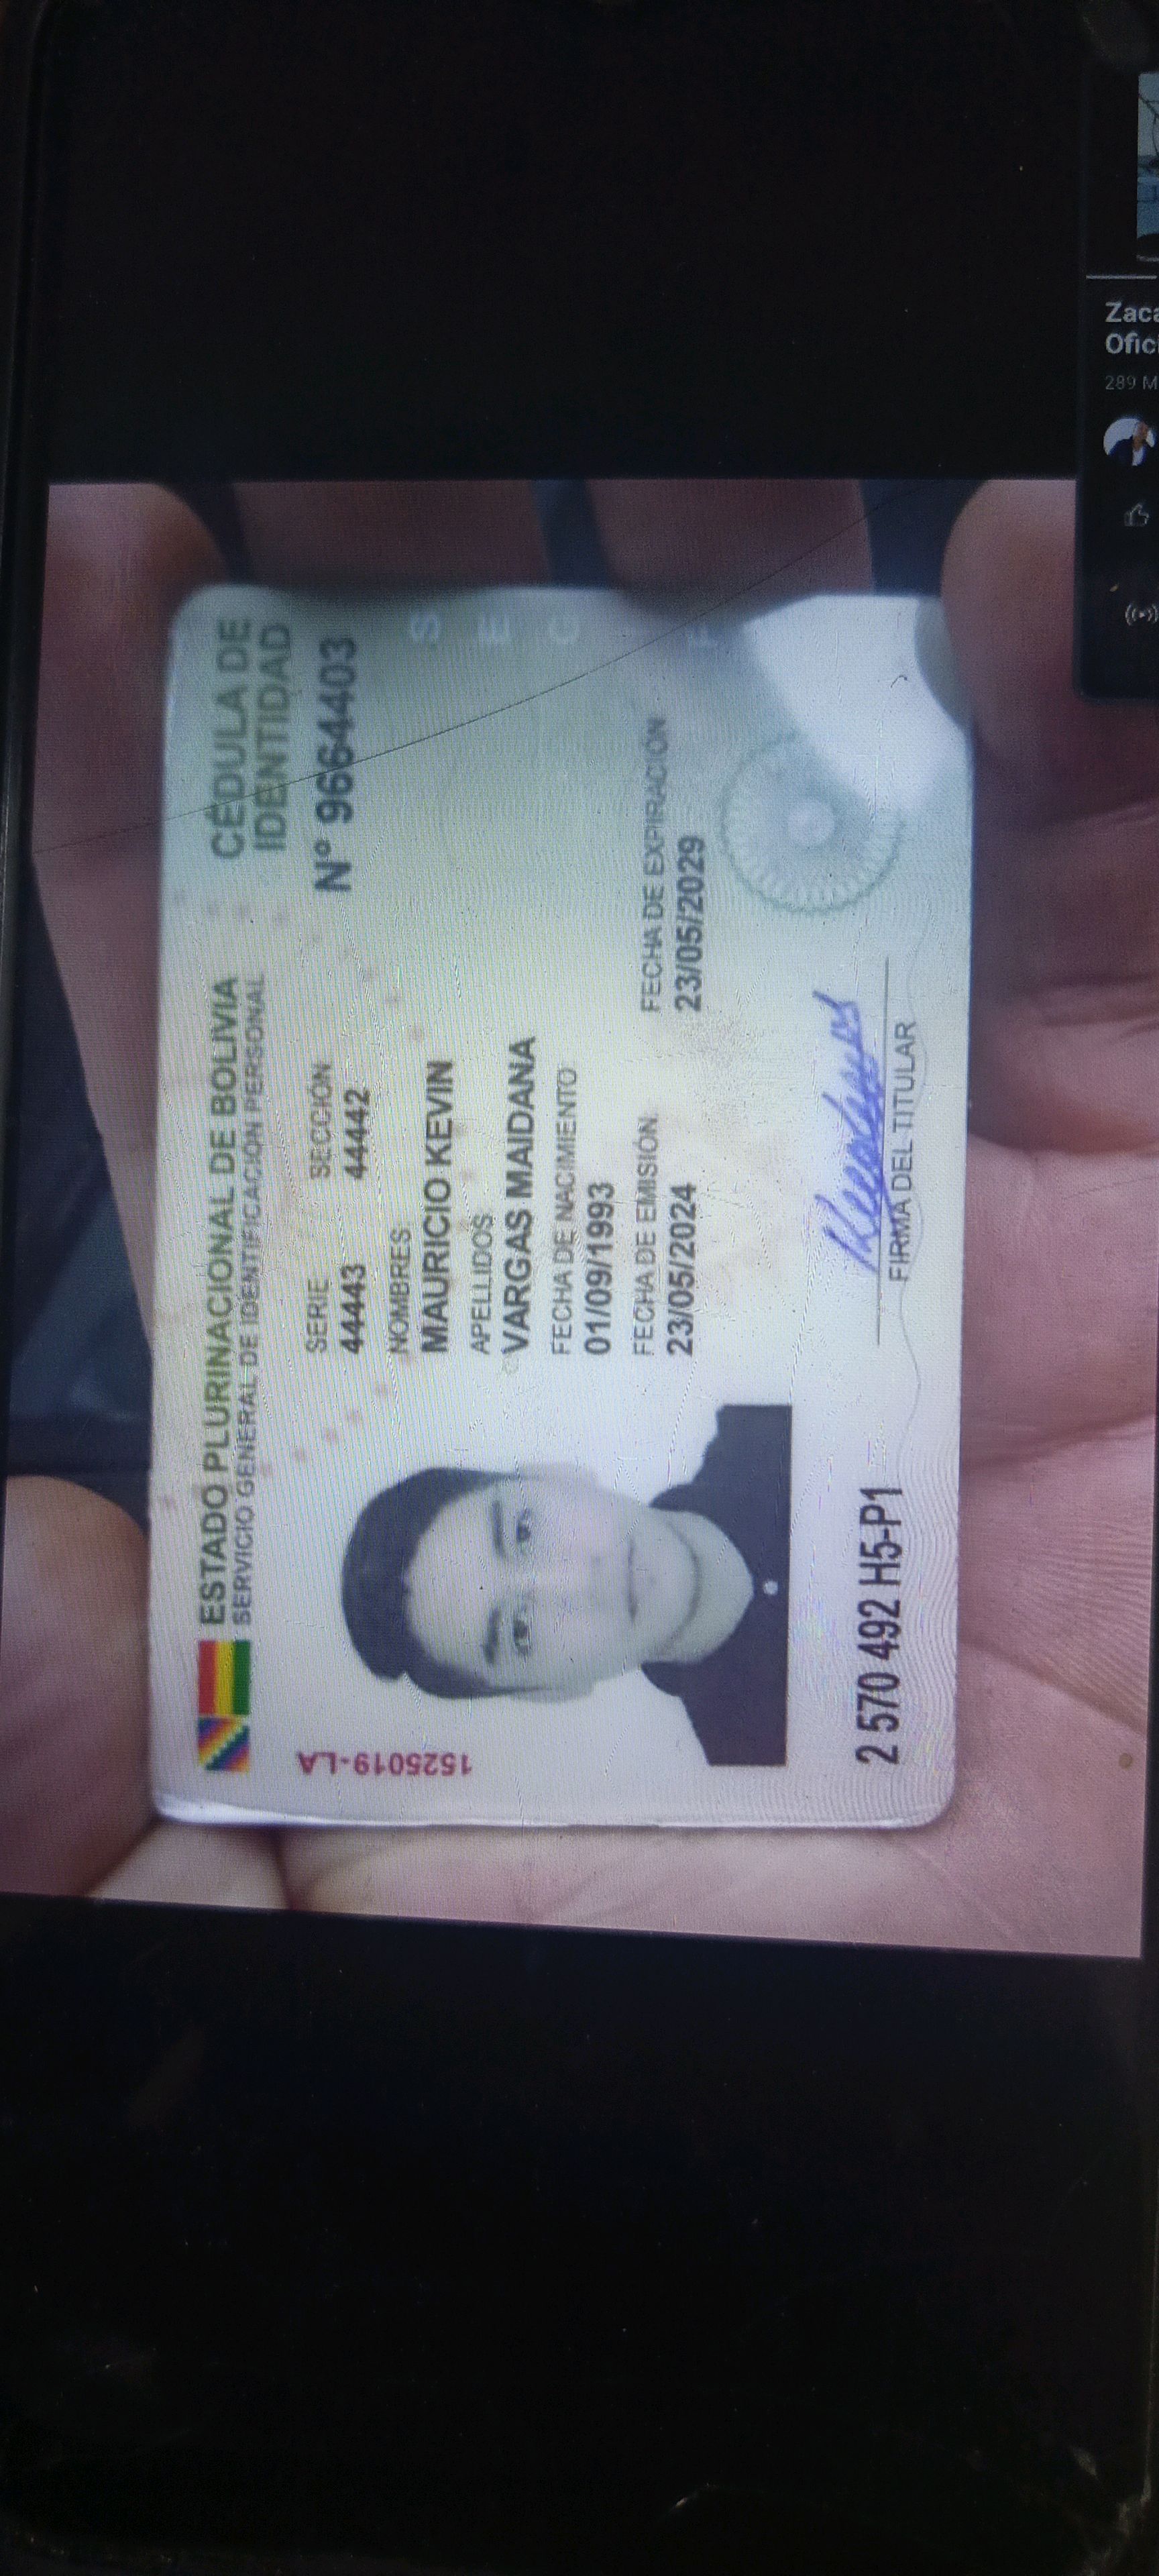 ESTADO PLURINACIONAL DE BOLIVIA
SERVICIO GENERAL DE IDENTIFICACIÓN PERSONAL
CÉDULA DE
IDENTIDAD
1525019-LA
SERIE SECCIÓN
44443 44442
N° 9664403
NOMBRES
MAURICIO KEVIN
APELLIDOS
VARGAS MAIDANA
FECHA DE NACIMIENTO
01/09/1993
FECHA DE EMISIÓN FECHA DE EXPIRACIÓN
23/05/2024 23/05/2029
FIRMA DEL TITULAR
2 570 492 H5-P1
S
E
G
Zaca
Ofic
289 M